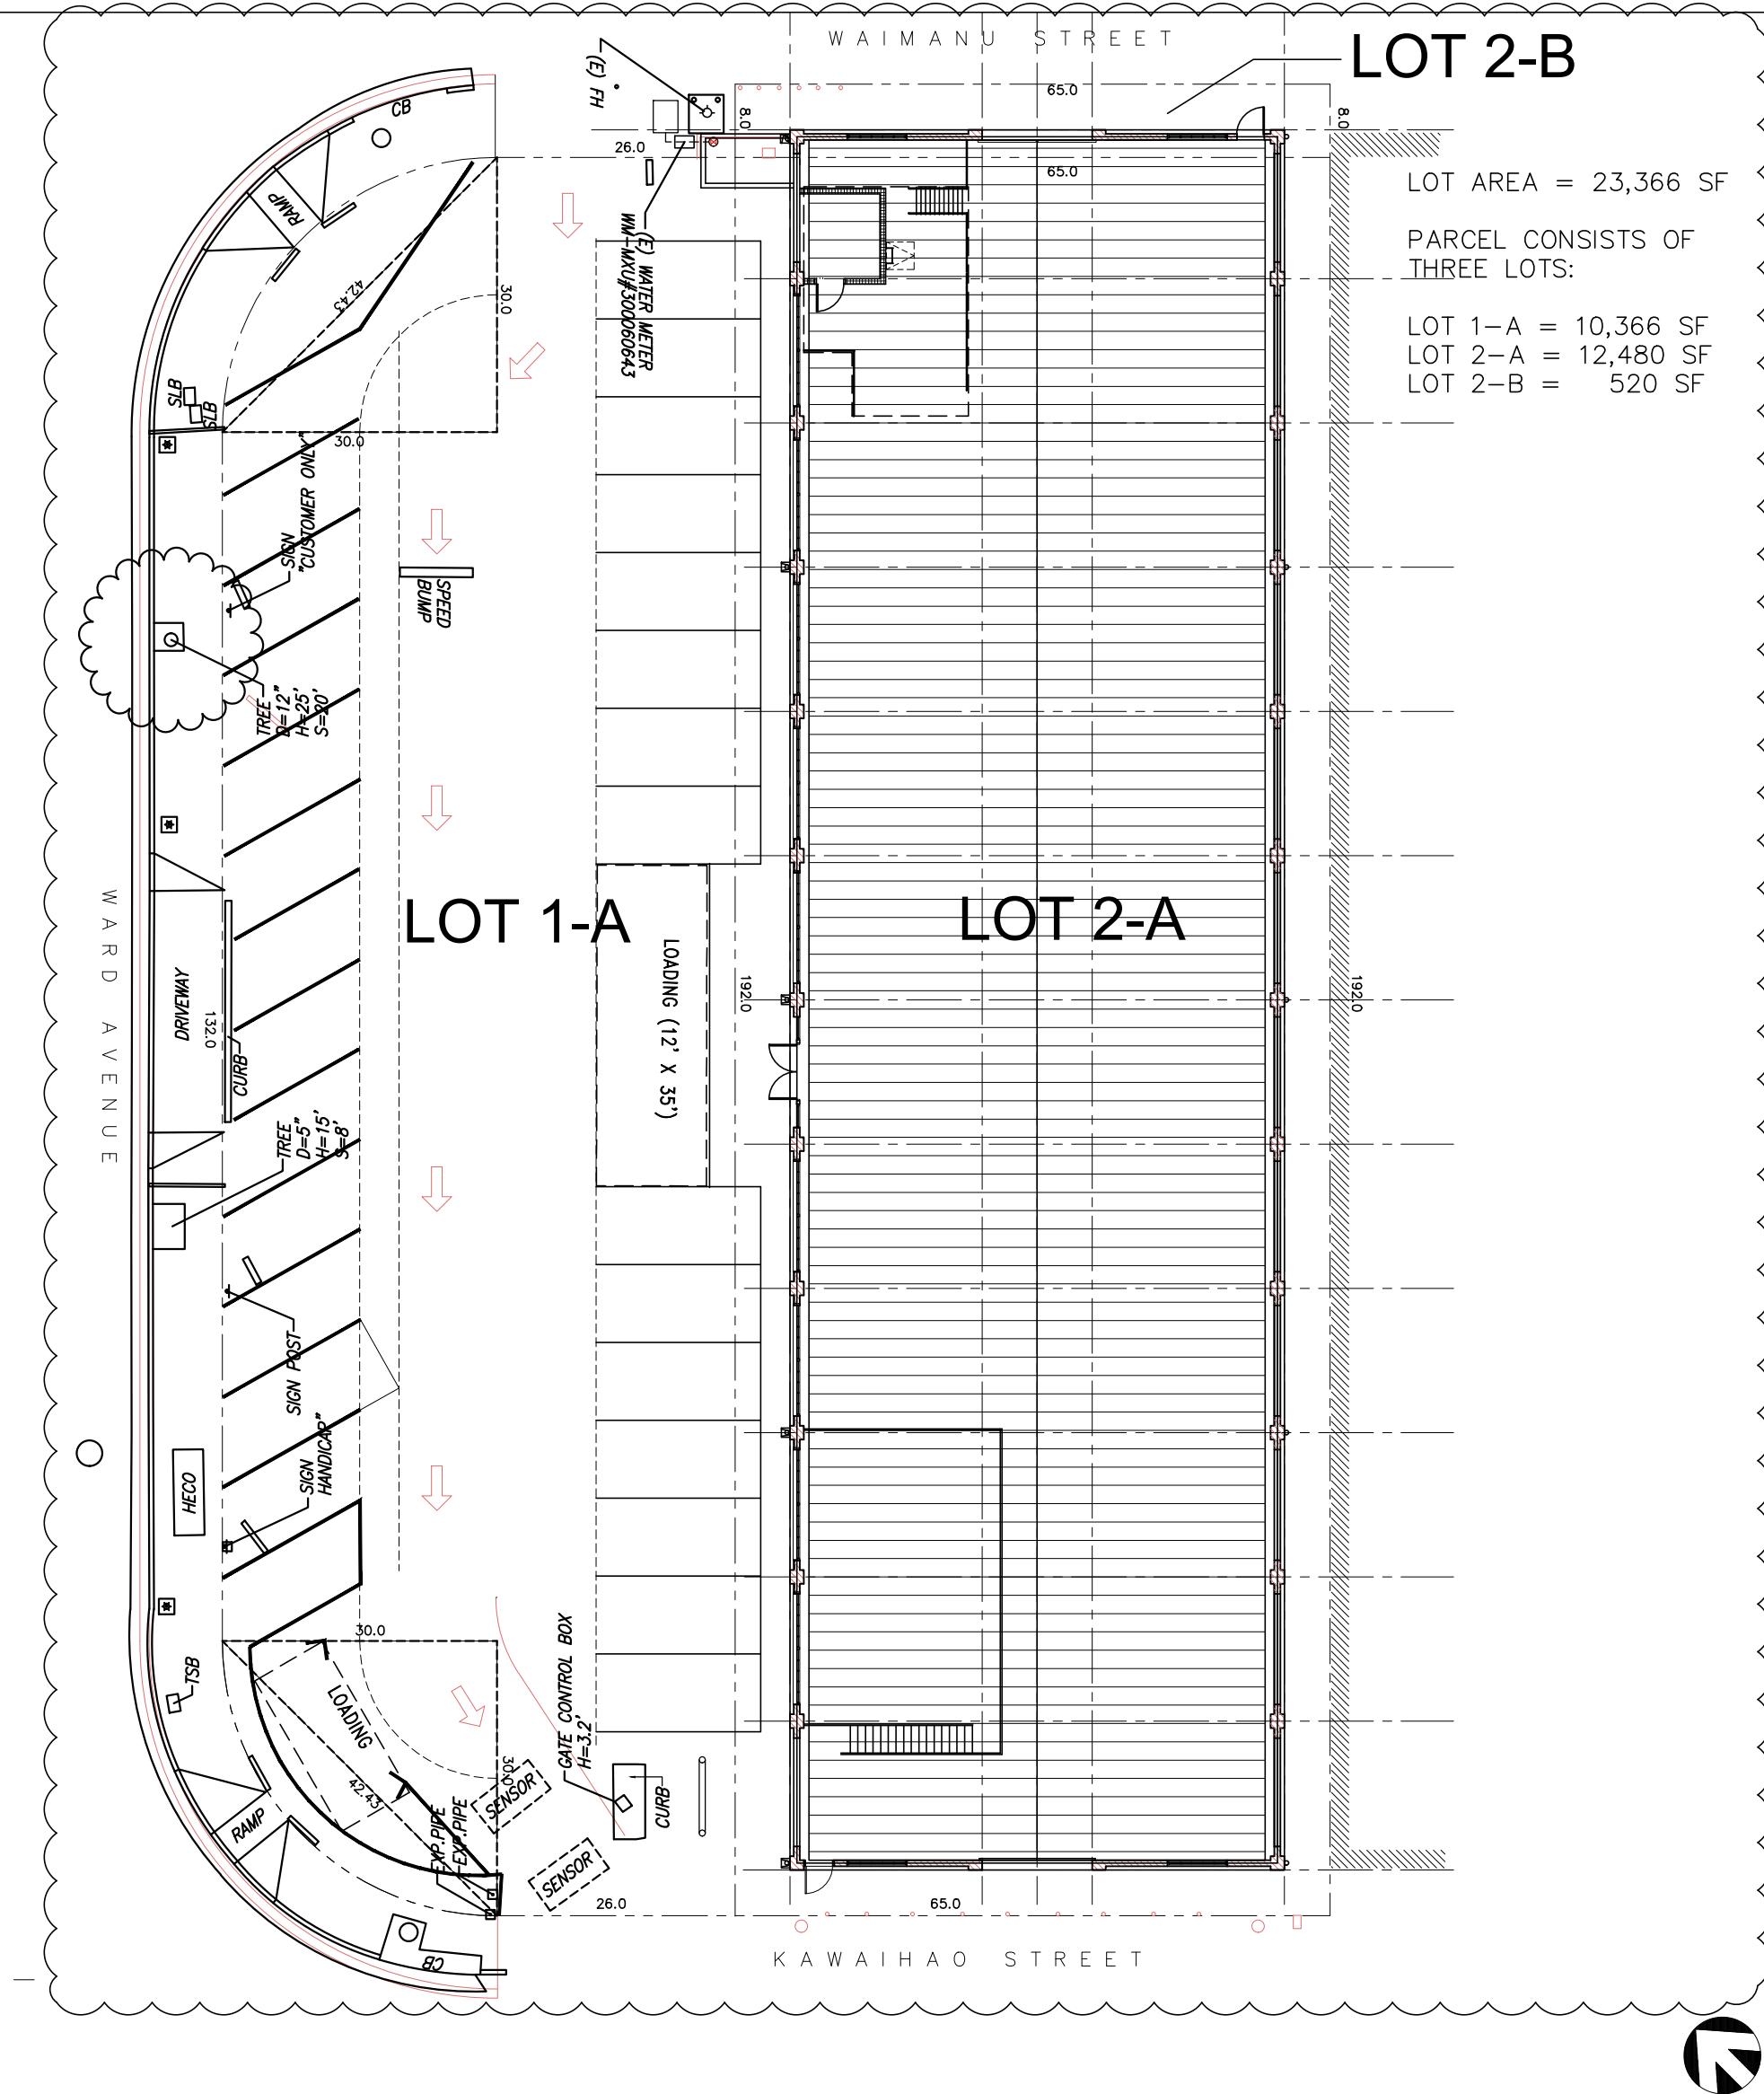 WAIMANU STREET
LOT 2-B
(E) FH
CB
65.0
8.0
8.0
26.0
65.0
RAMP
LOT AREA = 23,366 SF
PARCEL CONSISTS OF
THREE LOTS:
LOT 1-A = 10,366 SF
LOT 2-A = 12,480 SF
LOT 2-B = 520 SF
(E) WATER METER
WM-MXU#300060643
42.43
30.0
30.0
SLB
SLB
SIGN
"CUSTOMER ONLY"
SPEED
BUMP
TREE
D=12"
H=25'
S=20'
WARD AVENUE
LOT 1-A
LOT 2-A
LOADING (12' X 35')
192.0
192.0
DRIVEWAY
132.0
CURB
TREE
D=5"
H=15'
S=8'
SIGN POST
SIGN
HANDICAP"
HECO
30.0
TSB
LOADING
GATE CONTROL BOX
H=3.2'
30.0
42.43
SENSOR
CURB
RAMP
EXP.PIPE
EXP.PIPE
SENSOR
26.0
65.0
CB
KAWAIHAO STREET